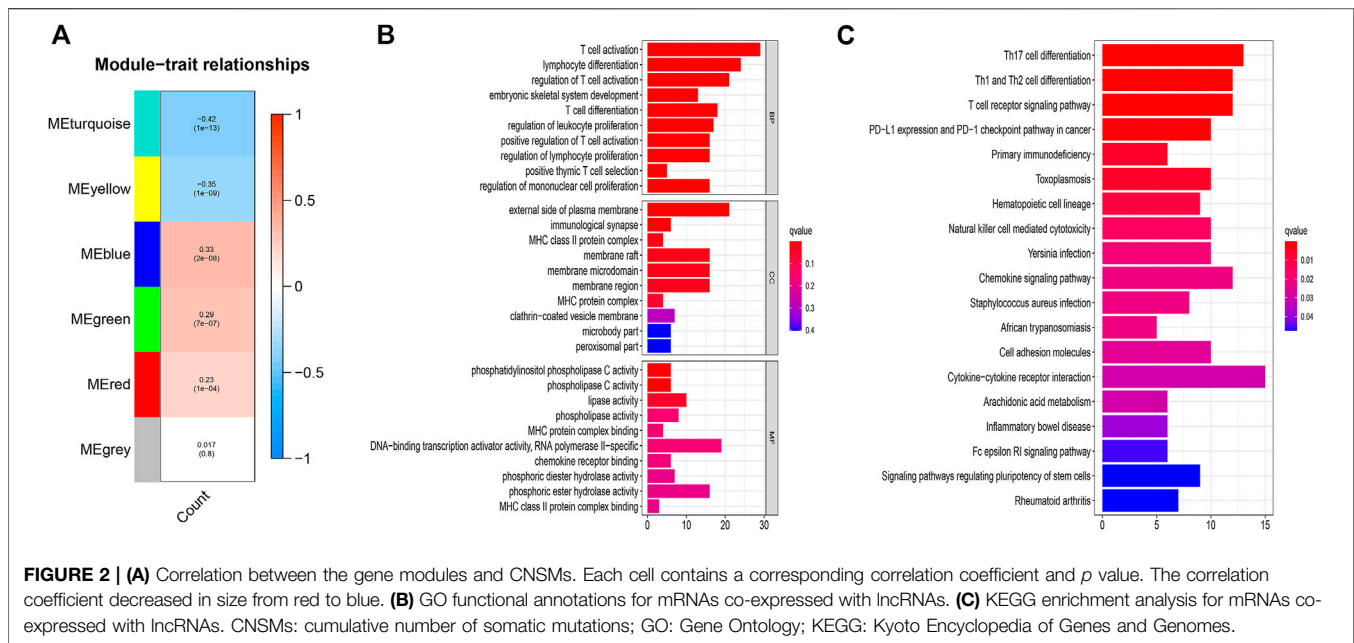 A
Module−trait relationships
MEturquoise
MEyellow
MEblue
MEgreen
MEred
MEgrey
−0.42
(1e−13)
−0.35
(1e−09)
0.33
(2e−08)
0.29
(7e−07)
0.23
(1e−04)
0.017
(0.8)
Count
1
0.5
0
−0.5
−1
B
T cell activation
lymphocyte differentiation
regulation of T cell activation
embryonic skeletal system development
T cell differentiation
regulation of leukocyte proliferation
positive regulation of T cell activation
regulation of lymphocyte proliferation
positive thymic T cell selection
regulation of mononuclear cell proliferation
BP
external side of plasma membrane
immunological synapse
MHC class II protein complex
membrane raft
membrane microdomain
membrane region
MHC protein complex
clathrin-coated vesicle membrane
microbody part
peroxisomal part
CC
phosphatidylinositol phospholipase C activity
phospholipase C activity
lipase activity
phospholipase activity
MHC protein complex binding
DNA-binding transcription activator activity, RNA polymerase II-specific
chemokine receptor binding
phosphoric diester hydrolase activity
phosphoric ester hydrolase activity
MHC class II protein complex binding
MF
0 10 20 30
qvalue
0.1
0.2
0.3
0.4
C
Th17 cell differentiation
Th1 and Th2 cell differentiation
T cell receptor signaling pathway
PD-L1 expression and PD-1 checkpoint pathway in cancer
Primary immunodeficiency
Toxoplasmosis
Hematopoietic cell lineage
Natural killer cell mediated cytotoxicity
Yersinia infection
Chemokine signaling pathway
Staphylococcus aureus infection
African trypanosomiasis
Cell adhesion molecules
Cytokine-cytokine receptor interaction
Arachidonic acid metabolism
Inflammatory bowel disease
Fc epsilon RI signaling pathway
Signaling pathways regulating pluripotency of stem cells
Rheumatoid arthritis
0 5 10 15
qvalue
0.01
0.02
0.03
0.04
FIGURE 2 | (A) Correlation between the gene modules and CNSMs. Each cell contains a corresponding correlation coefficient and p value. The correlation
coefficient decreased in size from red to blue. (B) GO functional annotations for mRNAs co-expressed with lncRNAs. (C) KEGG enrichment analysis for mRNAs co-
expressed with lncRNAs. CNSMs: cumulative number of somatic mutations; GO: Gene Ontology; KEGG: Kyoto Encyclopedia of Genes and Genomes.